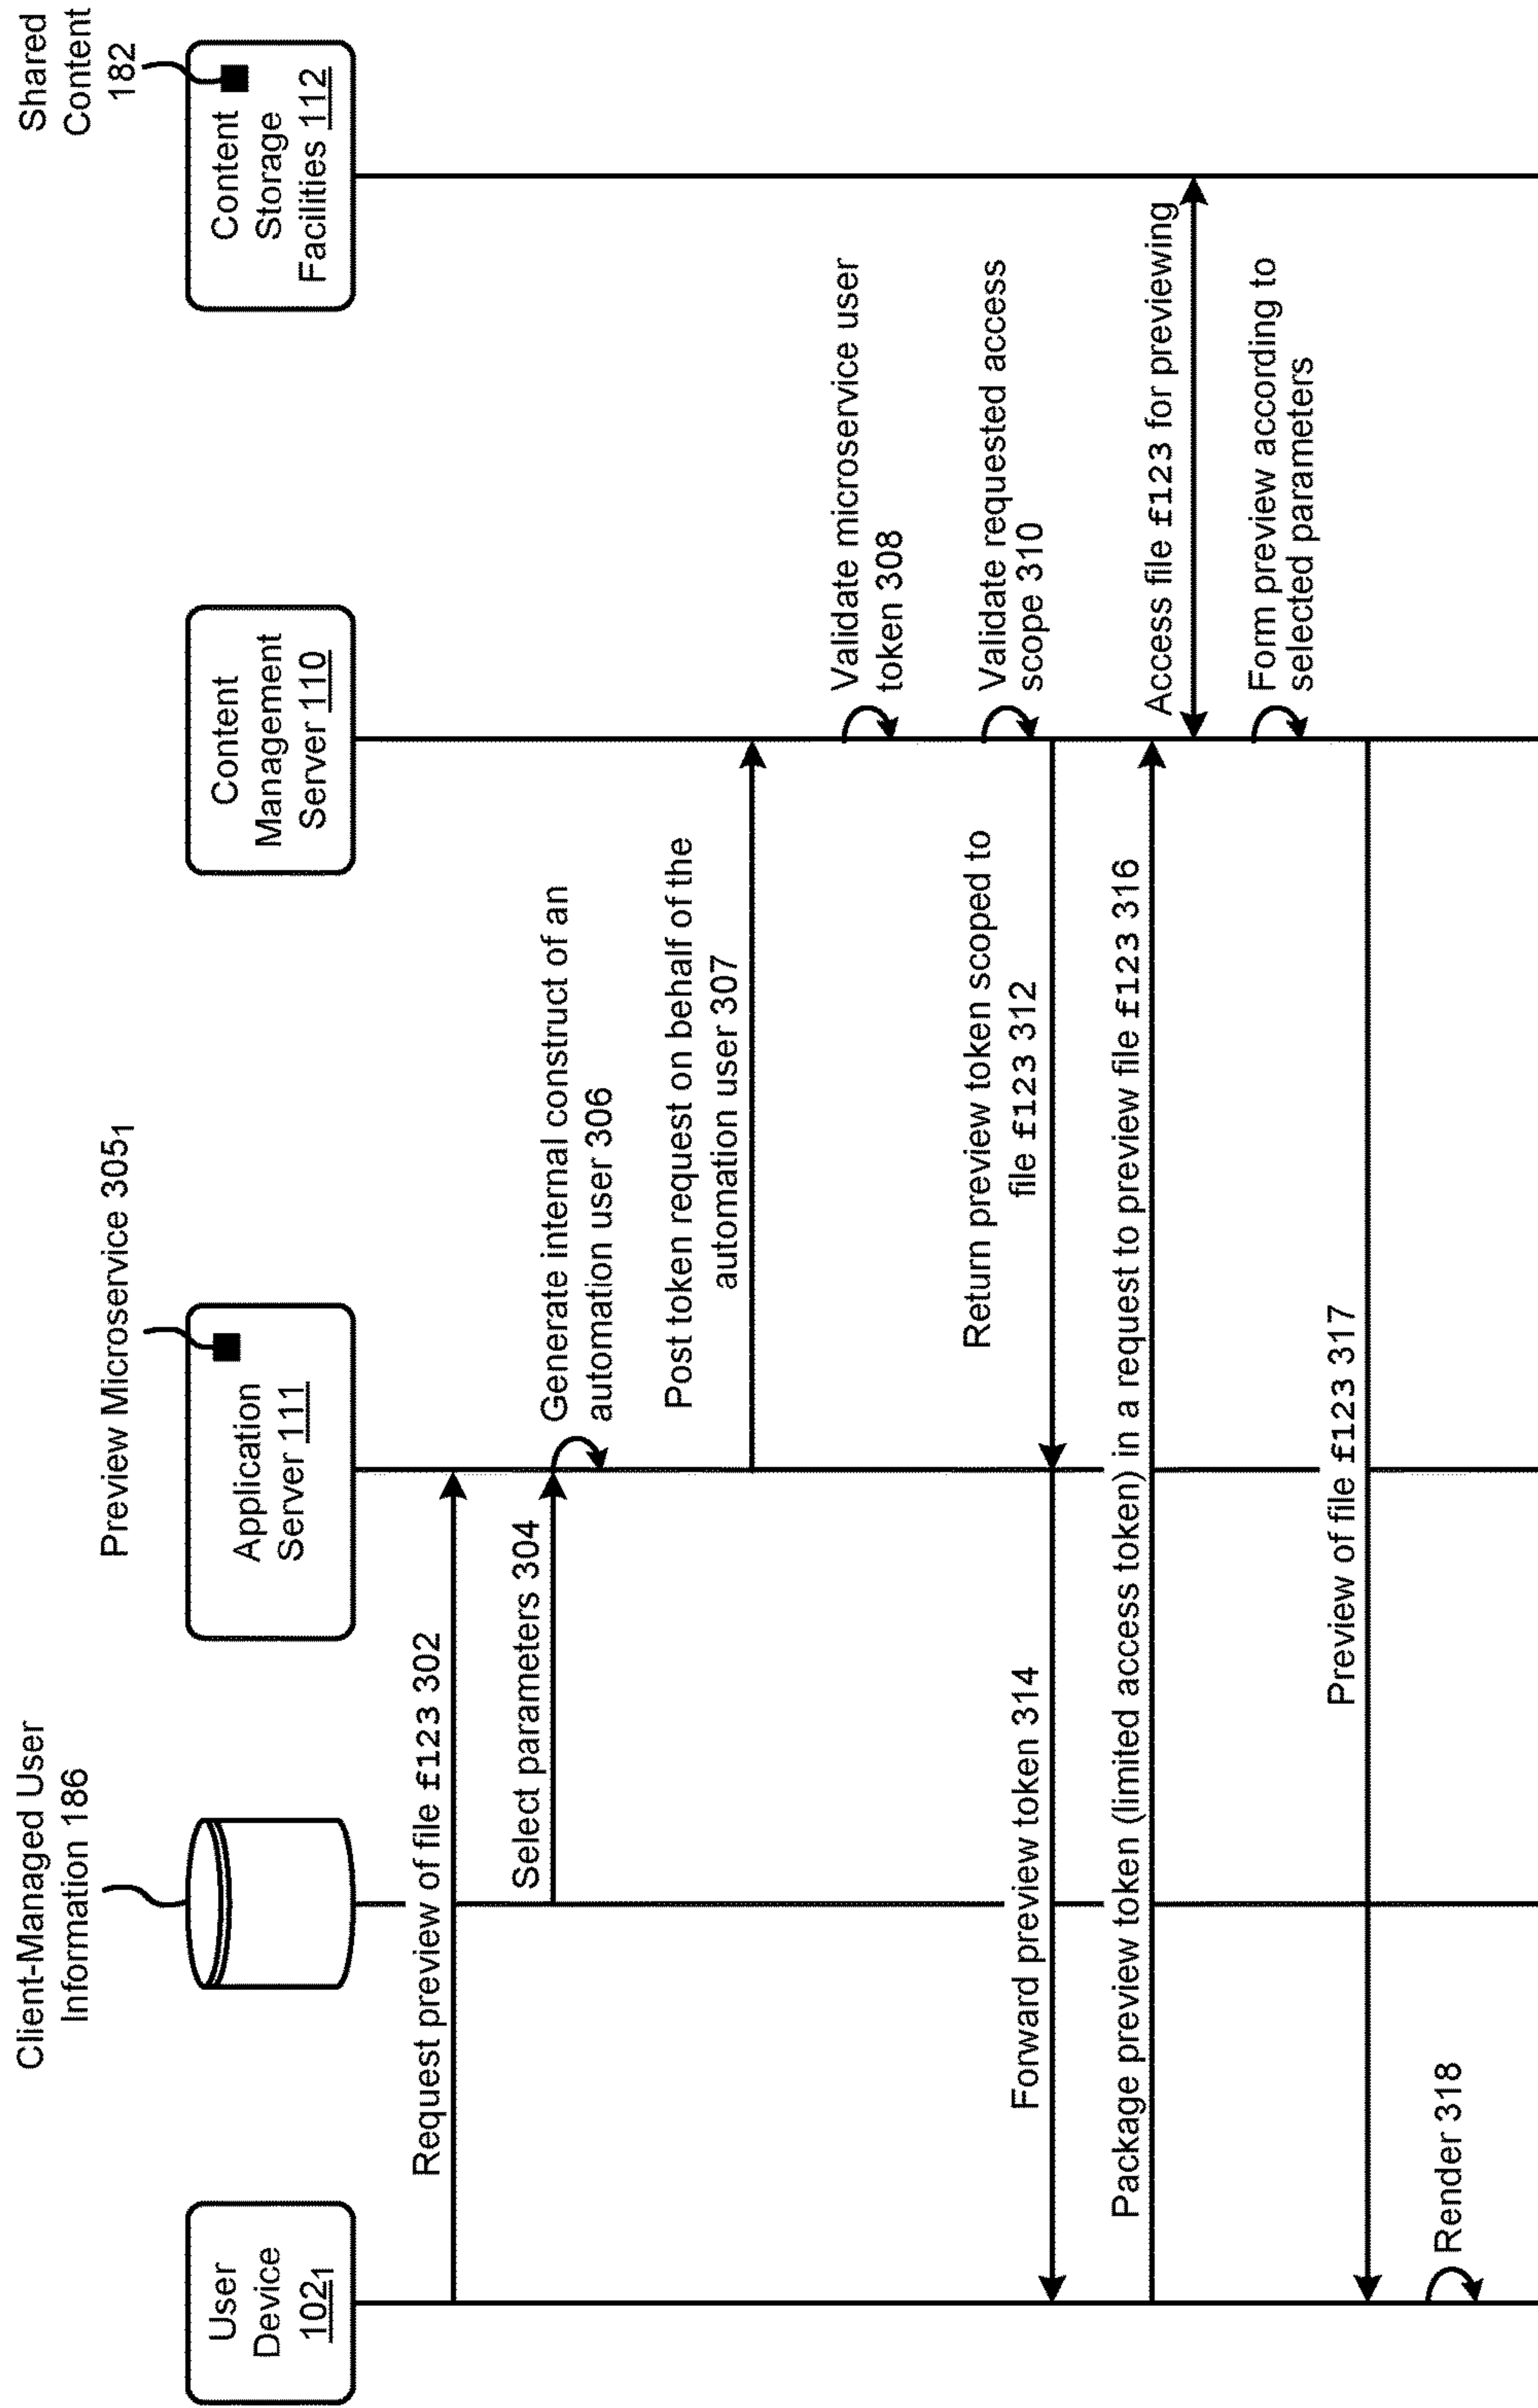 Client-Managed User
Information 186
Preview Microservice 305₁
Shared
Content
182
User
Device
102₁
Application
Server 111
Content
Management
Server 110
Content
Storage
Facilities 112
Request preview of file f123 302
Select parameters 304
Generate internal construct of an
automation user 306
Post token request on behalf of the
automation user 307
Validate microservice user
token 308
Validate requested access
scope 310
Return preview token scoped to
file f123 312
Forward preview token 314
Package preview token (limited access token) in a request to preview file f123 316
Access file f123 for previewing
Form preview according to
selected parameters
Preview of file f123 317
Render 318